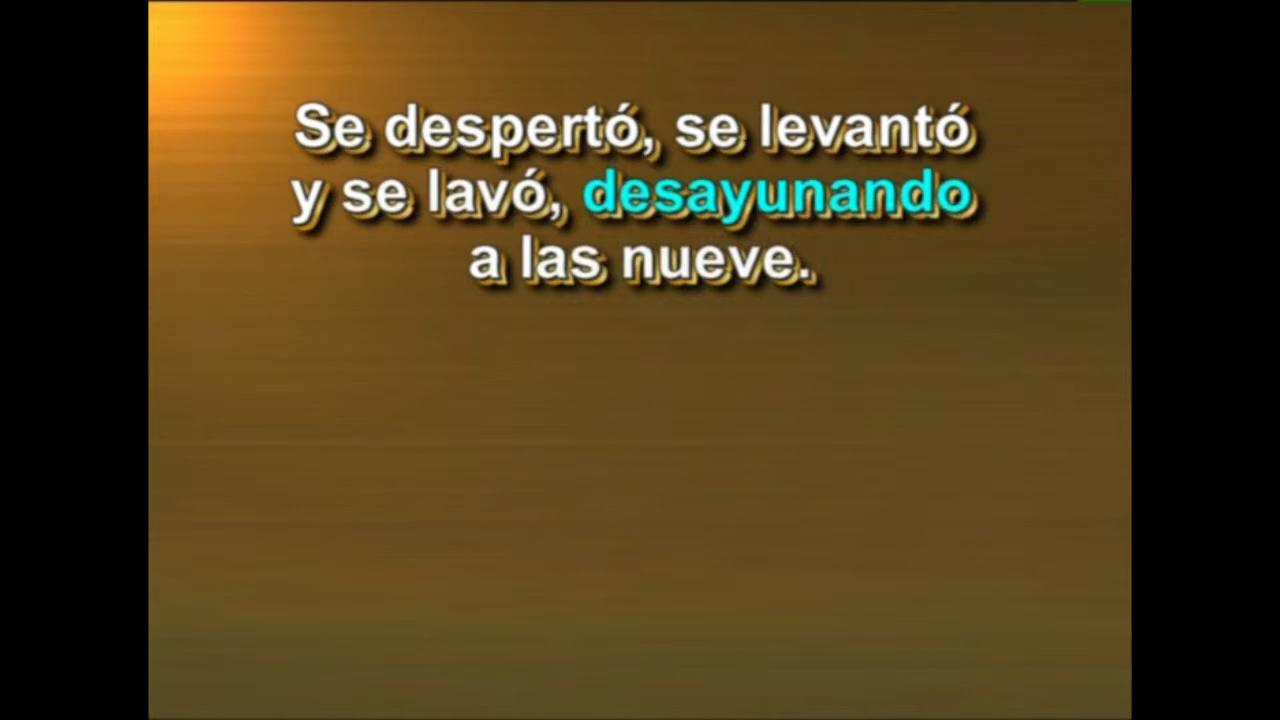 Se despertó, se levantó
y se lavó, desayunando
a las nueve.